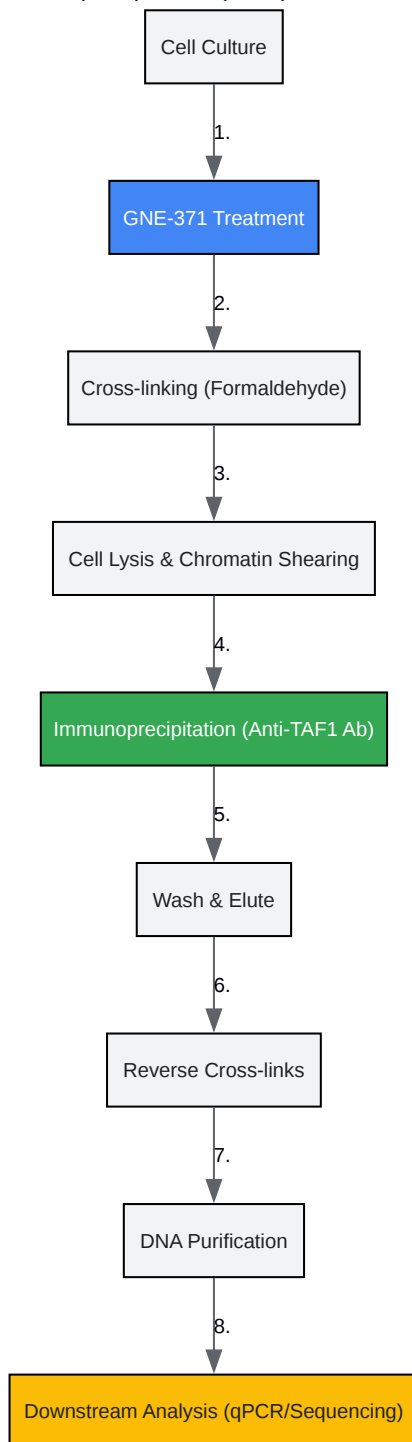 Cell Culture
1.
GNE-371 Treatment
2.
Cross-linking (Formaldehyde)
3.
Cell Lysis & Chromatin Shearing
4.
Immunoprecipitation (Anti-TAF1 Ab)
5.
Wash & Elute
6.
Reverse Cross-links
7.
DNA Purification
8.
Downstream Analysis (qPCR/Sequencing)